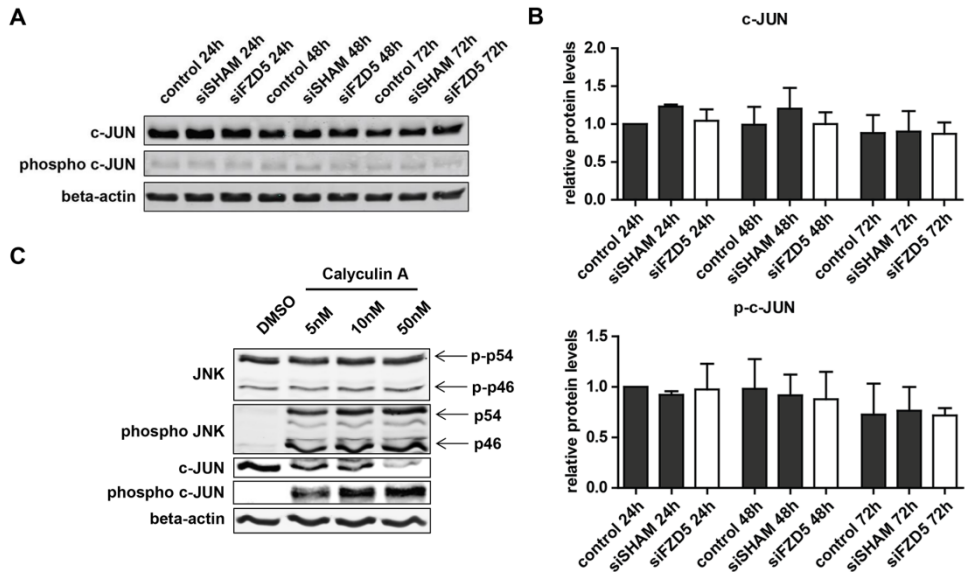 A
control 24h
siSHAM 24h
siFZD5 24h
control 48h
siSHAM 48h
siFZD5 48h
control 72h
siSHAM 72h
siFZD5 72h
c-JUN
phospho c-JUN
beta-actin
B
c-JUN
relative protein levels
2.0
1.5
1.0
0.5
0.0
control 24h
siSHAM 24h
siFZD5 24h
control 48h
siSHAM 48h
siFZD5 48h
control 72h
siSHAM 72h
siFZD5 72h
p-c-JUN
relative protein levels
1.5
1.0
0.5
0.0
control 24h
siSHAM 24h
siFZD5 24h
control 48h
siSHAM 48h
siFZD5 48h
control 72h
siSHAM 72h
siFZD5 72h
C
Calyculin A
DMSO
5nM
10nM
50nM
JNK
p-p54
p-p46
phospho JNK
p54
p46
c-JUN
phospho c-JUN
beta-actin